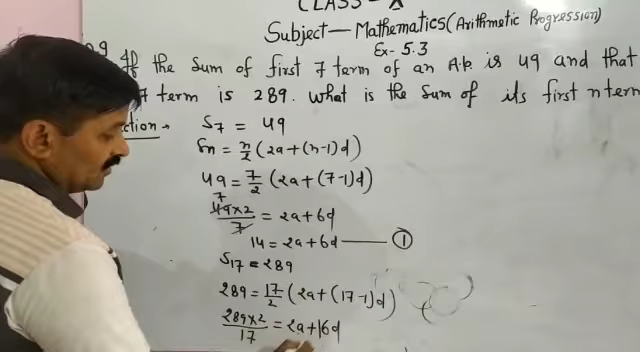 CLASS - X
Subject — Mathematics (Arithmetic Progression)
Ex- 5.3
9 If the sum of first 7 term of an A.P. is 49 and that
7 term is 289. What is the sum of its first n term
ction → S₇ = 49
Sn = n/2 (2a+(n-1)d)
49 = 7/2 (2a+(7-1)d)
7
49×2/7 = 2a+6d
14 = 2a+6d —— ①
S₁₇ = 289
289 = 17/2 (2a+(17-1)d)
289×2/17 = 2a+16d